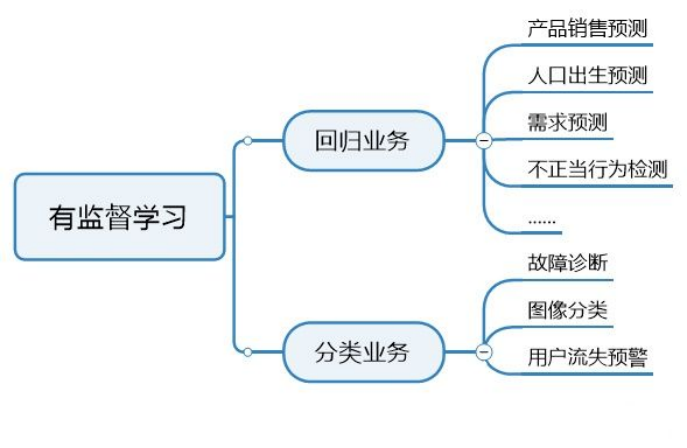 有监督学习
回归业务
产品销售预测
人口出生预测
需求预测
不正当行为检测
......
分类业务
故障诊断
图像分类
用户流失预警